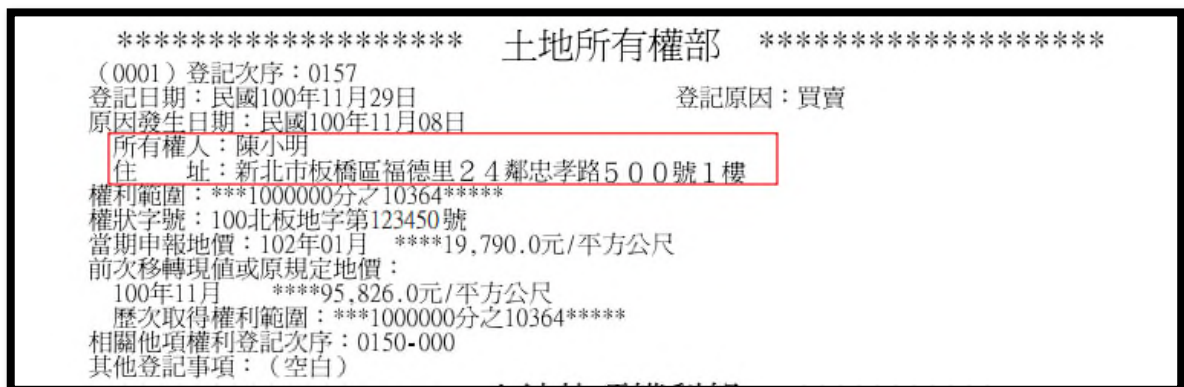 ******************* 土地所有權部 *******************
（0001）登記次序：0157
登記日期：民國100年11月29日 登記原因：買賣
原因發生日期：民國100年11月08日
所有權人：陳小明
住 址：新北市板橋區福德里２４鄰忠孝路５００號１樓
權利範圍：***1000000分之10364*****
權狀字號：100北板地字第123450號
當期申報地價：102年01月 ****19,790.0元/平方公尺
前次移轉現值或原規定地價：
100年11月 ****95,826.0元/平方公尺
歷次取得權利範圍：***1000000分之10364*****
相關他項權利登記次序：0150-000
其他登記事項：（空白）